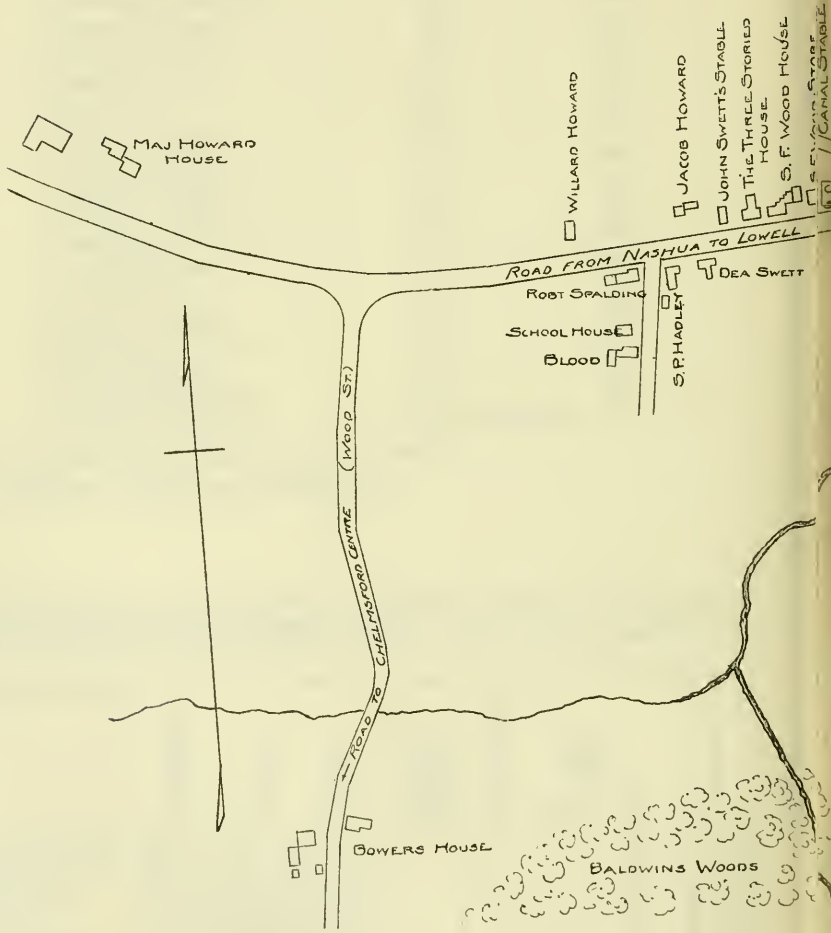 MAJ HOWARD
HOUSE
WILLARD HOWARD
JACOB HOWARD
JOHN SWETT'S STABLE
THE THREE STORIED
HOUSE
S. F. WOOD HOUSE
CANAL STABLE
ROAD FROM NASHUA TO LOWELL
ROBT SPALDING
DEA SWETT
SCHOOL HOUSE
BLOOD
S. P. HADLEY
(WOOD ST.)
ROAD TO CHELMSFORD CENTRE
BOWERS HOUSE
BALDWINS WOODS